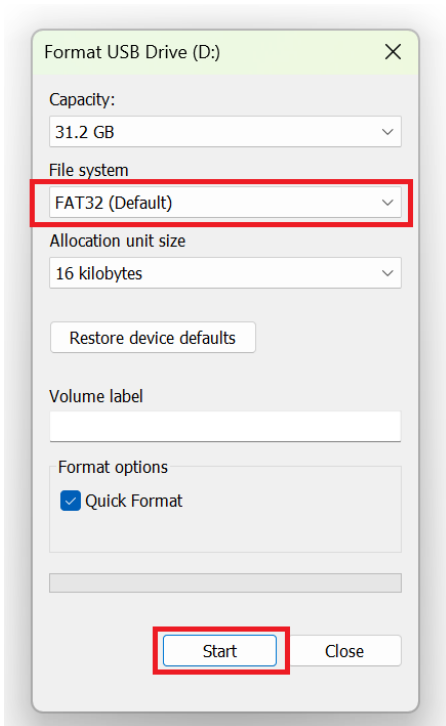 Format USB Drive (D:)
Capacity:
31.2 GB
File system
FAT32 (Default)
Allocation unit size
16 kilobytes
Restore device defaults
Volume label
Format options
Quick Format
Start Close